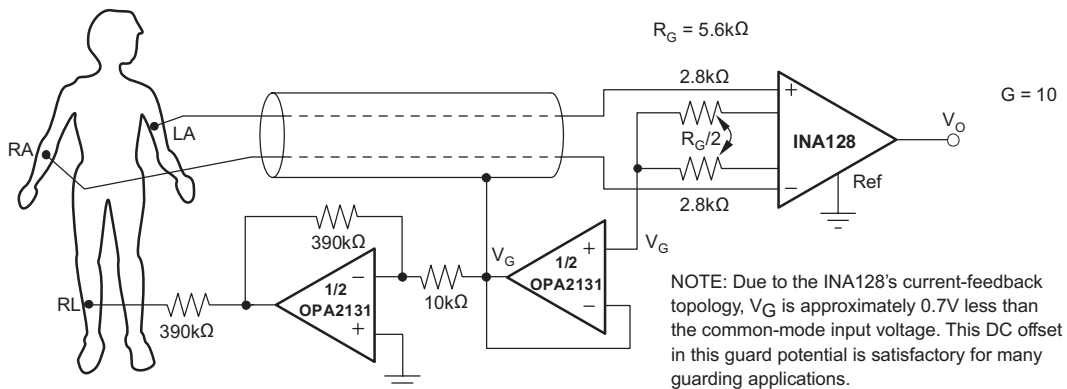 R_G = 5.6kΩ
2.8kΩ
G = 10
LA
+
V_O
RA
R_G/2
INA128
Ref
−
2.8kΩ
390kΩ
V_G
+
V_G
1/2
OPA2131
−
−
1/2
OPA2131
+
10kΩ
RL
390kΩ
NOTE: Due to the INA128's current-feedback
topology, V_G is approximately 0.7V less than
the common-mode input voltage. This DC offset
in this guard potential is satisfactory for many
guarding applications.